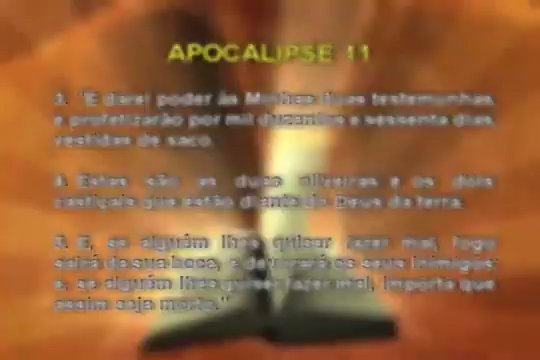 APOCALIPSE 11
3. "E darei poder às Minhas duas testemunhas
e profetizarão por mil duzentos e sessenta dias
vestidas de saco.
4. Estas são as duas oliveiras e os dois
castiçais que estão diante do Deus da terra.
5. E, se alguém lhes quiser fazer mal, fogo
sairá da sua boca, e devorará os seus inimigos;
e, se alguém lhes quiser fazer mal, importa que
assim seja morto."